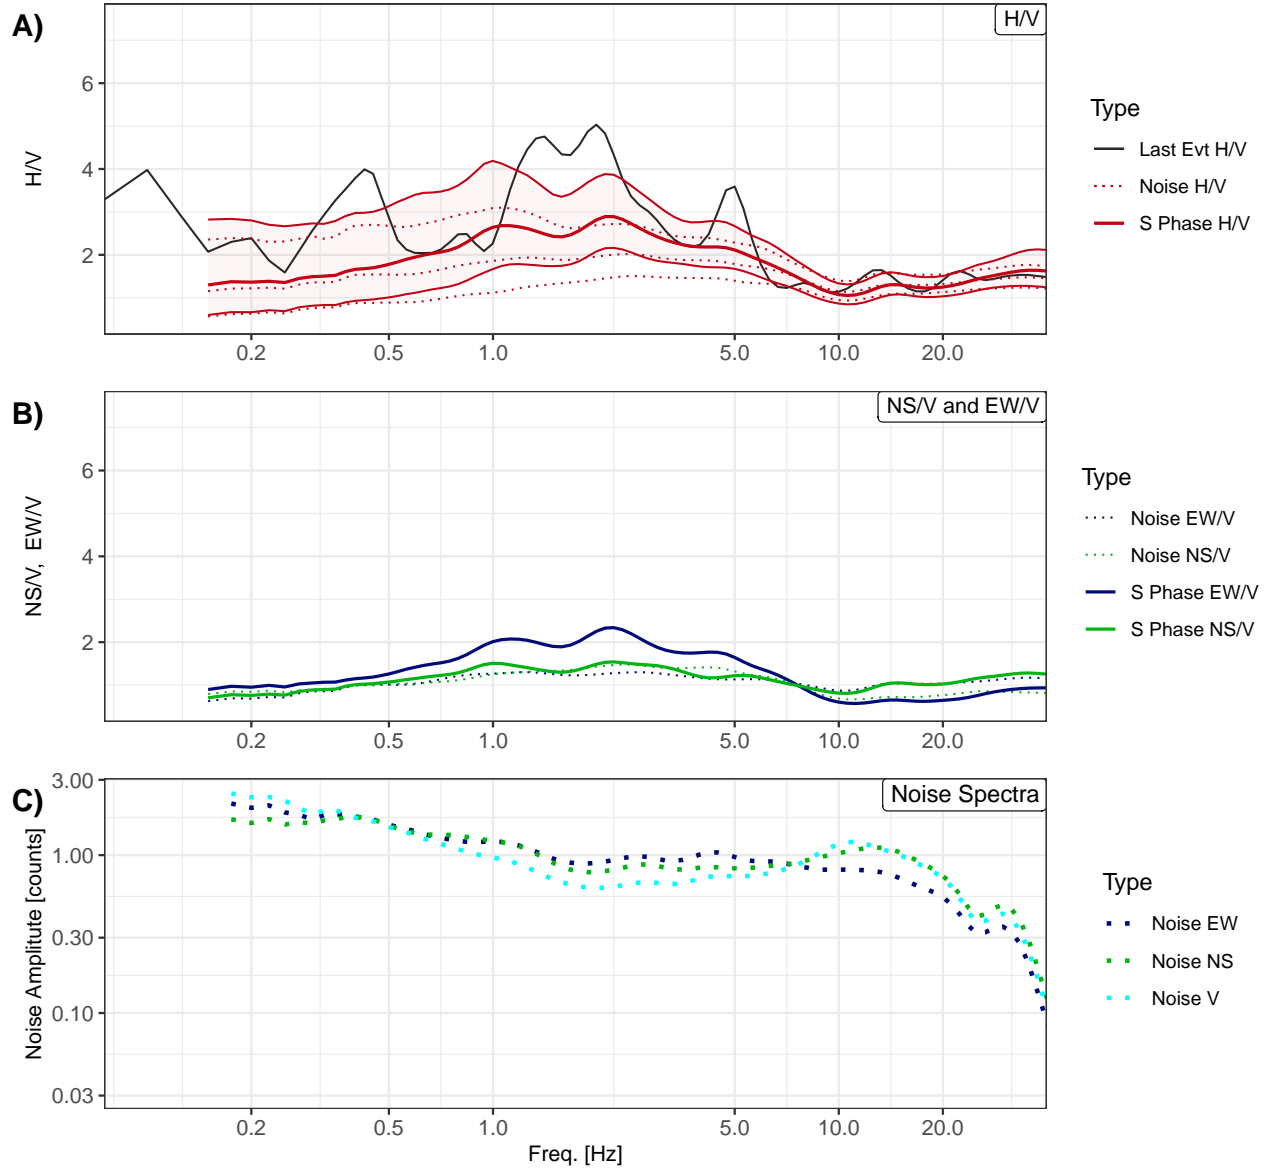 A)
H/V
6
4
2
H/V
0.2 0.5 1.0 5.0 10.0 20.0
Type
Last Evt H/V
Noise H/V
S Phase H/V
B)
NS/V and EW/V
6
4
2
NS/V, EW/V
0.2 0.5 1.0 5.0 10.0 20.0
Type
Noise EW/V
Noise NS/V
S Phase EW/V
S Phase NS/V
C)
Noise Spectra
3.00
1.00
0.30
0.10
0.03
Noise Amplitude [counts]
0.2 0.5 1.0 5.0 10.0 20.0
Freq. [Hz]
Type
Noise EW
Noise NS
Noise V